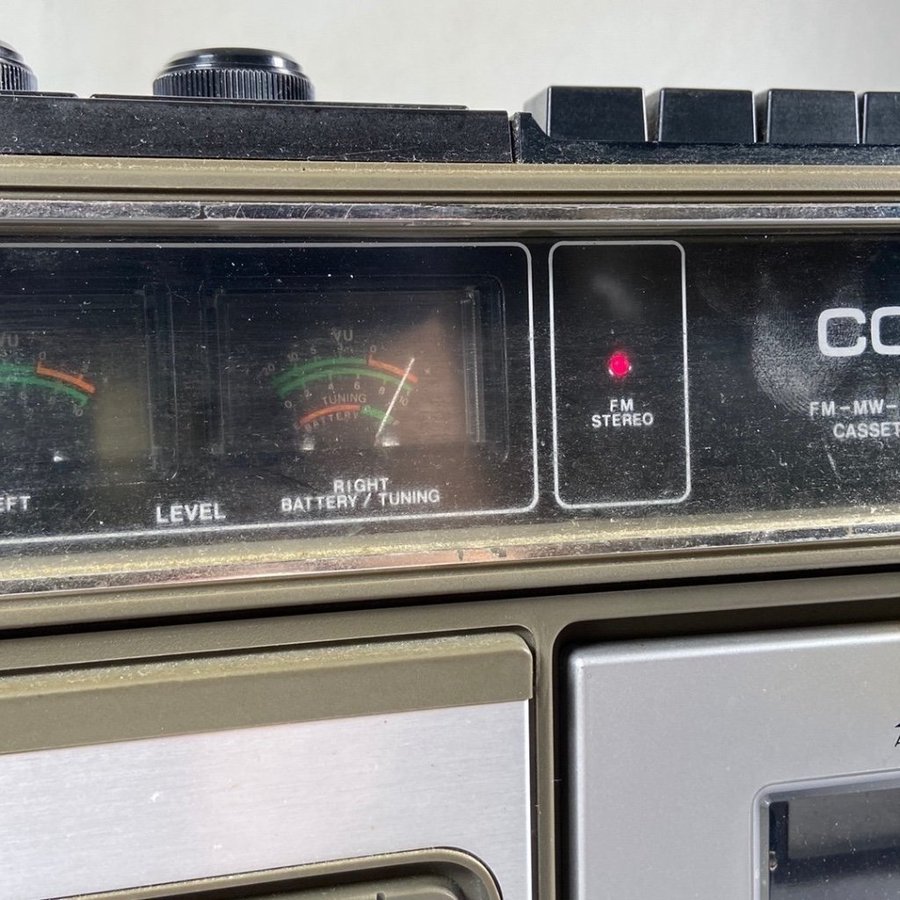 VU
VU
TUNING
BATTERY
EFT
LEVEL
RIGHT
BATTERY / TUNING
FM
STEREO
CO
FM-MW-
CASSET